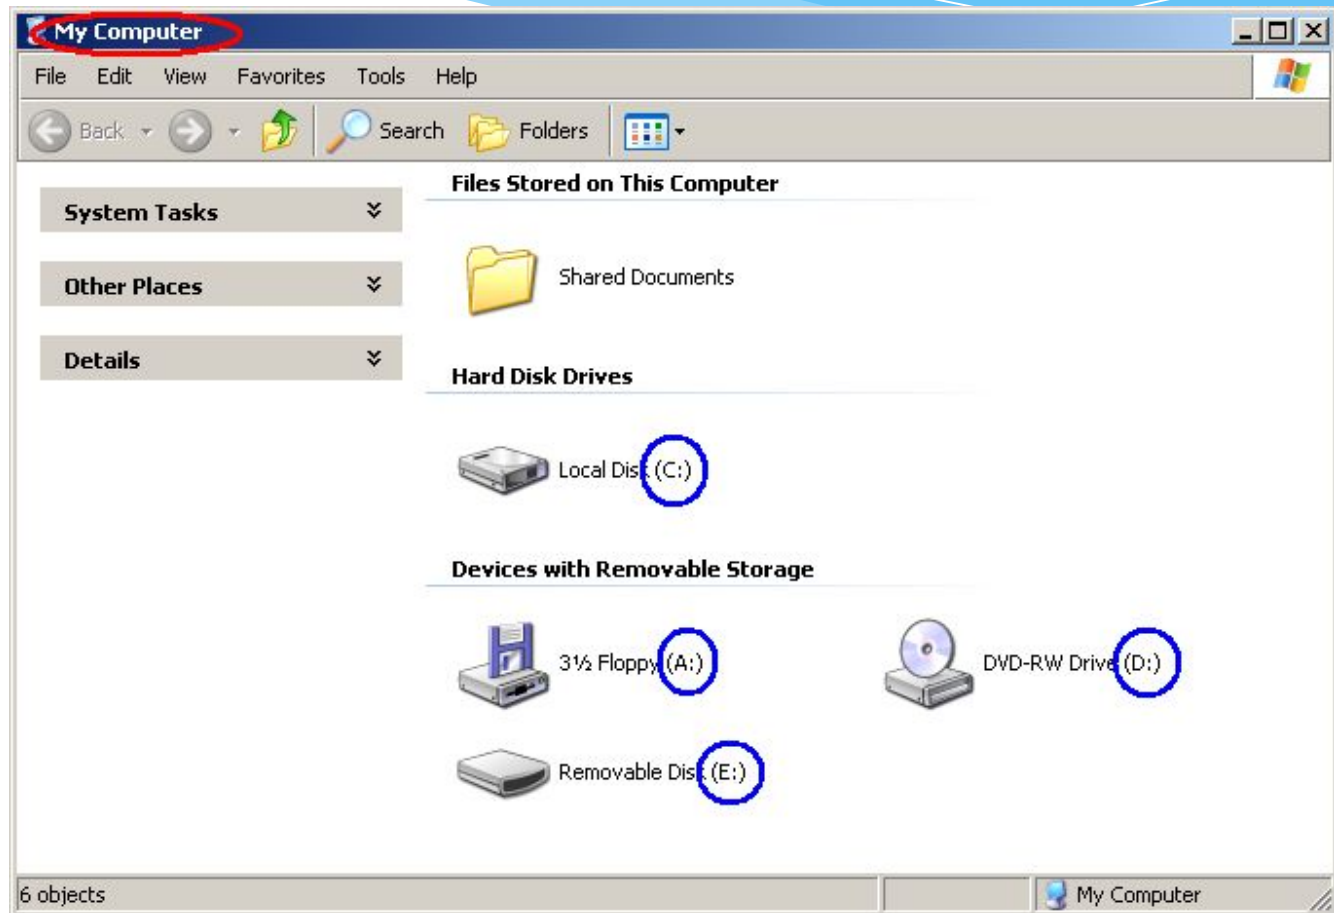 My Computer
File Edit View Favorites Tools Help
Back Search Folders
Files Stored on This Computer
System Tasks
Shared Documents
Other Places
Details
Hard Disk Drives
Local Disk (C:)
Devices with Removable Storage
3½ Floppy (A:)
DVD-RW Drive (D:)
Removable Disk (E:)
6 objects
My Computer